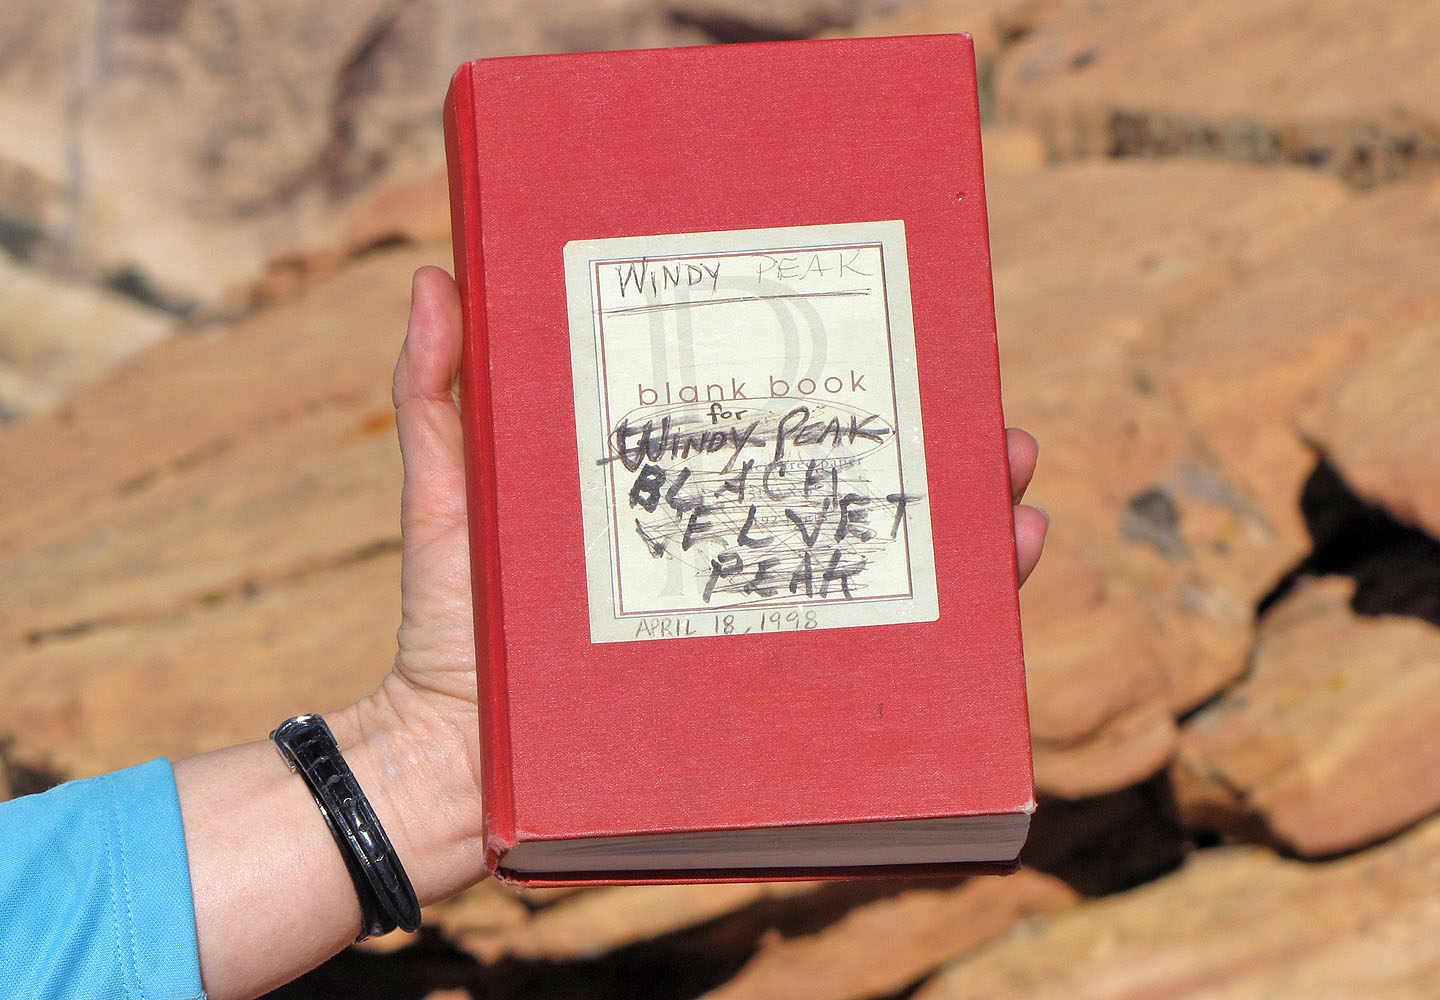 WINDY PEAK
blank book
for
WINDY PEAK
BLACK
VELVET
PEAK
APRIL 18, 1998